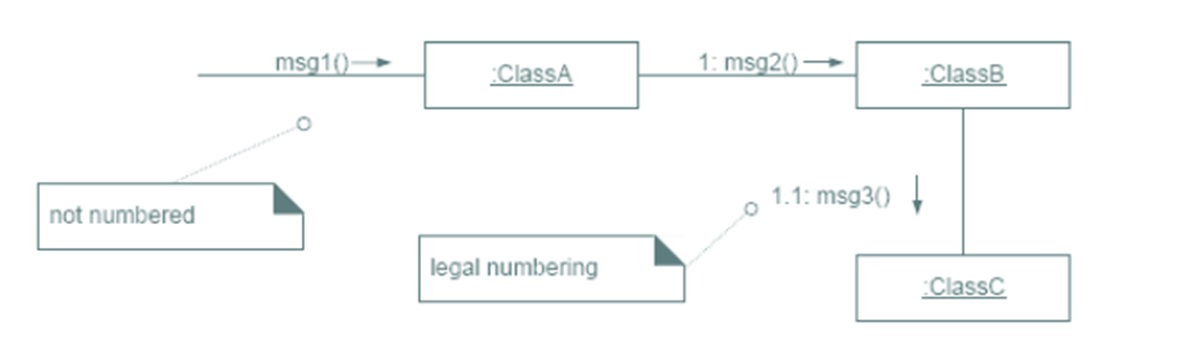 msg1()
:ClassA
1: msg2()
:ClassB
not numbered
1.1: msg3()
legal numbering
:ClassC